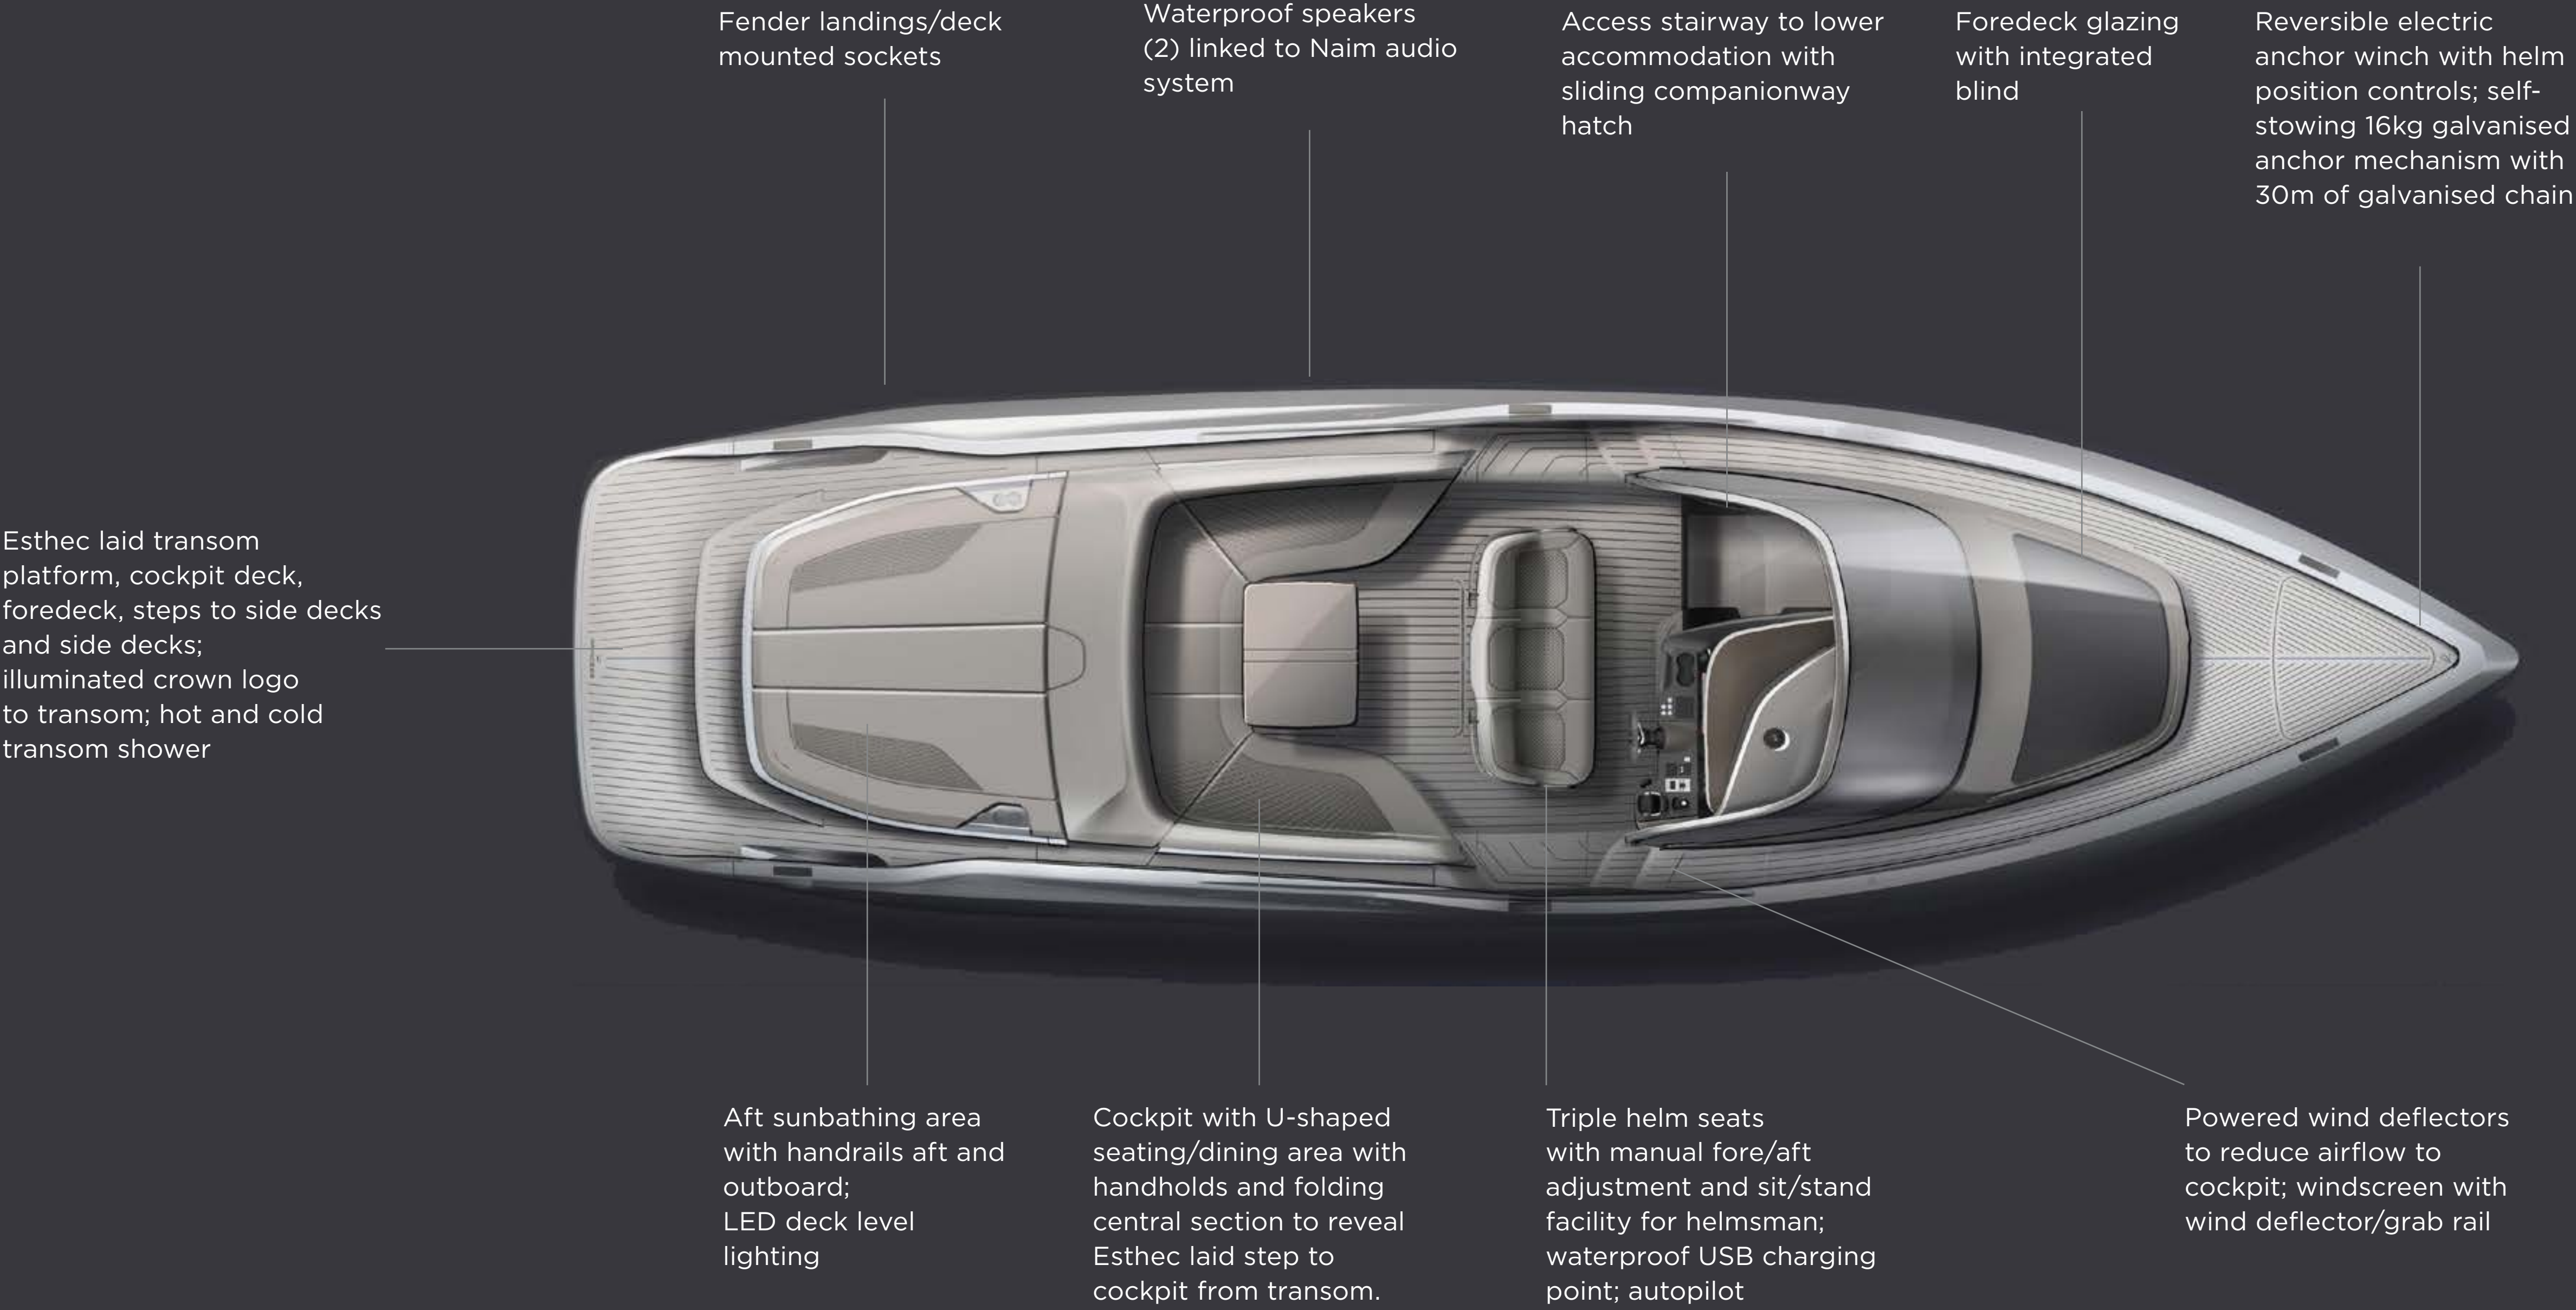 Fender landings/deck
mounted sockets
Waterproof speakers
(2) linked to Naim audio
system
Access stairway to lower
accommodation with
sliding companionway
hatch
Foredeck glazing
with integrated
blind
Reversible electric
anchor winch with helm
position controls; self-
stowing 16kg galvanised
anchor mechanism with
30m of galvanised chain
Esthec laid transom
platform, cockpit deck,
foredeck, steps to side decks
and side decks;
illuminated crown logo
to transom; hot and cold
transom shower
Aft sunbathing area
with handrails aft and
outboard;
LED deck level
lighting
Cockpit with U-shaped
seating/dining area with
handholds and folding
central section to reveal
Esthec laid step to
cockpit from transom.
Triple helm seats
with manual fore/aft
adjustment and sit/stand
facility for helmsman;
waterproof USB charging
point; autopilot
Powered wind deflectors
to reduce airflow to
cockpit; windscreen with
wind deflector/grab rail